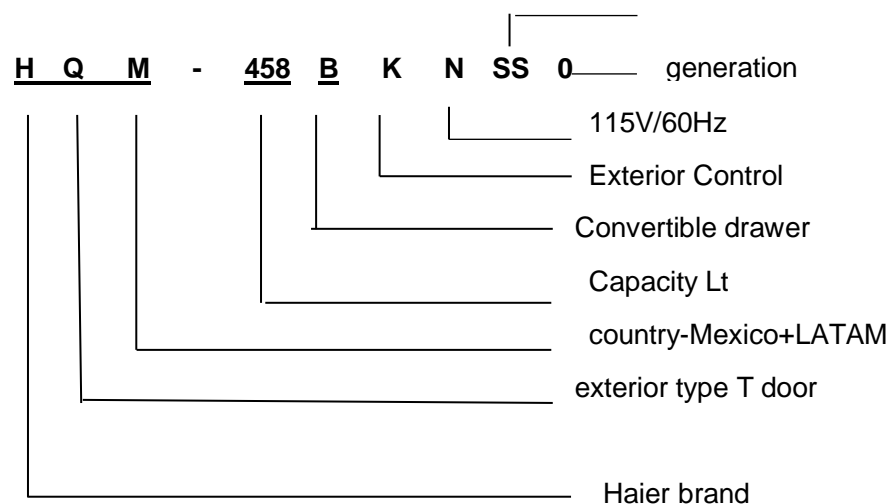 H Q M - 458 B K N SS 0 generation
115V/60Hz
Exterior Control
Convertible drawer
Capacity Lt
country-Mexico+LATAM
exterior type T door
Haier brand